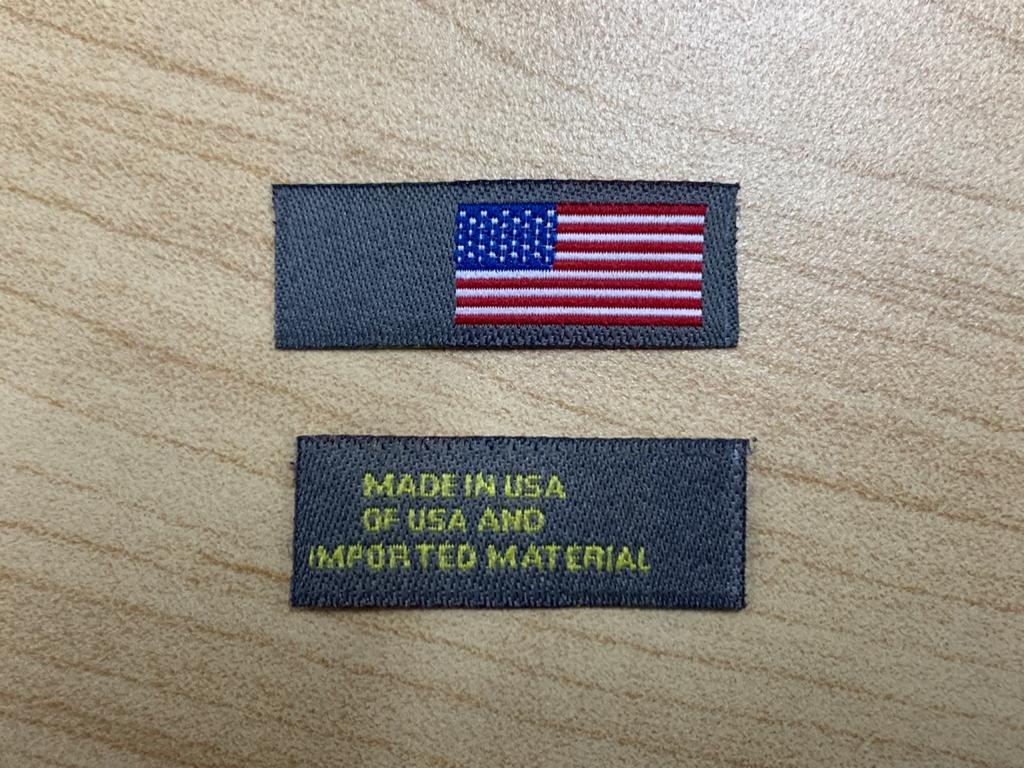 MADE IN USA
OF USA AND
IMPORTED MATERIAL